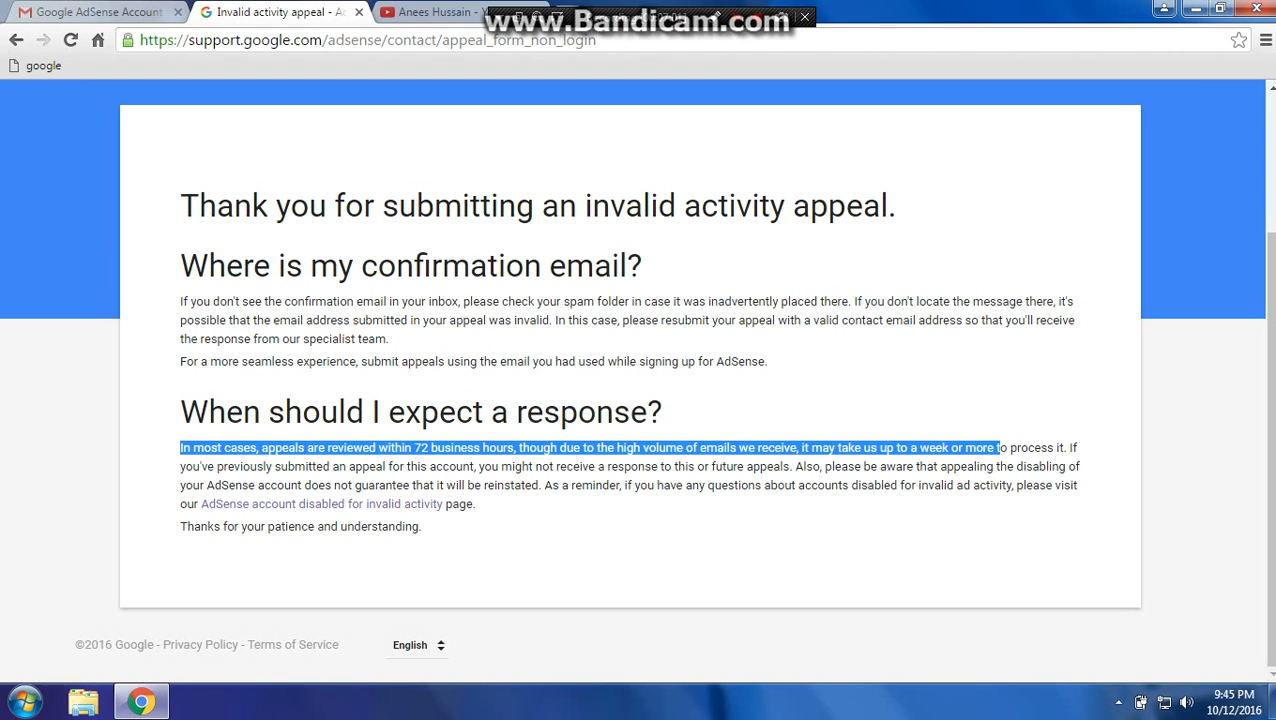 Google AdSense Account
Invalid activity appeal - Ad
Anees Hussain - Y
www.Bandicam.com
https://support.google.com/adsense/contact/appeal_form_non_login
google
Thank you for submitting an invalid activity appeal.
Where is my confirmation email?
If you don't see the confirmation email in your inbox, please check your spam folder in case it was inadvertently placed there. If you don't locate the message there, it's
possible that the email address submitted in your appeal was invalid. In this case, please resubmit your appeal with a valid contact email address so that you'll receive
the response from our specialist team.
For a more seamless experience, submit appeals using the email you had used while signing up for AdSense.
When should I expect a response?
In most cases, appeals are reviewed within 72 business hours, though due to the high volume of emails we receive, it may take us up to a week or more to process it. If
you've previously submitted an appeal for this account, you might not receive a response to this or future appeals. Also, please be aware that appealing the disabling of
your AdSense account does not guarantee that it will be reinstated. As a reminder, if you have any questions about accounts disabled for invalid ad activity, please visit
our AdSense account disabled for invalid activity page.
Thanks for your patience and understanding.
©2016 Google - Privacy Policy - Terms of Service
English
9:45 PM
10/12/2016